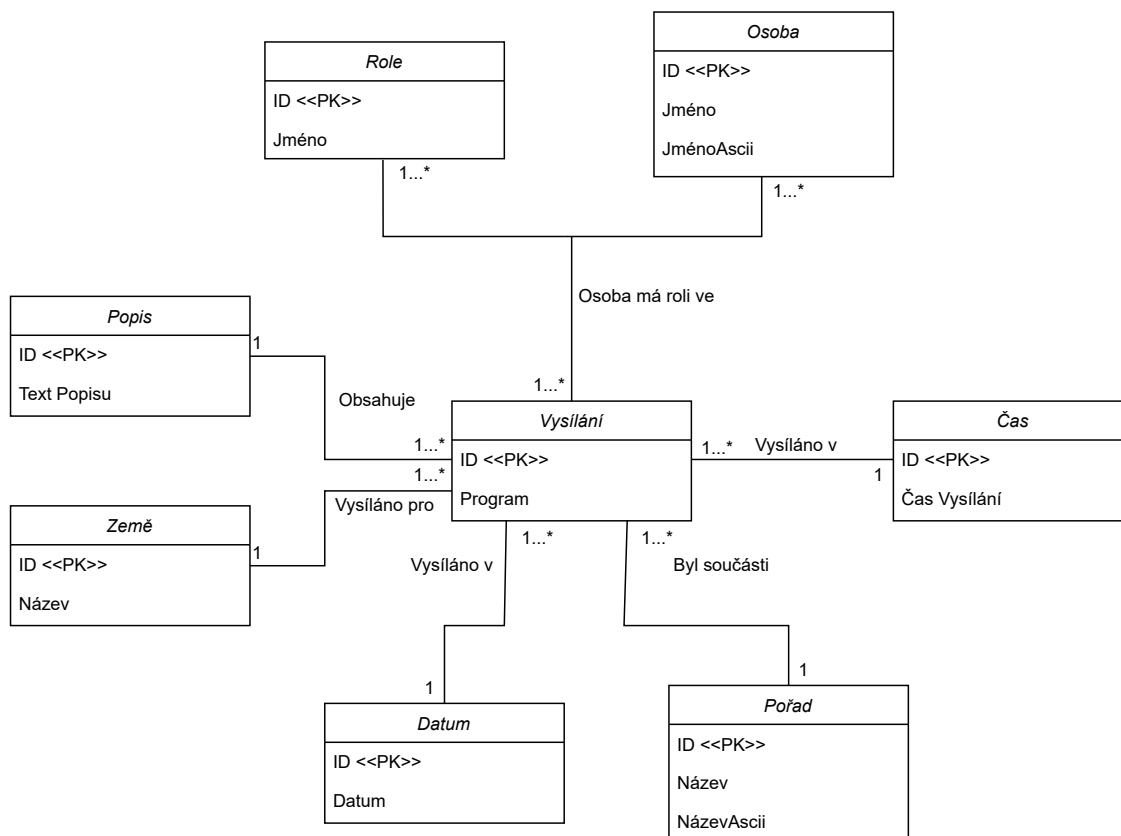 Role
ID <<PK>>
Jméno
1...*
Osoba
ID <<PK>>
Jméno
JménoAscii
1...*
Osoba má roli ve
1...*
Popis
ID <<PK>>
Text Popisu
1
Obsahuje
1...*
Vysílání
ID <<PK>>
Program
1...*
Vysíláno v
1
Čas
ID <<PK>>
Čas Vysílání
1...*
Vysíláno pro
1
Země
ID <<PK>>
Název
1...*
Vysíláno v
1
1...*
Byl součásti
1
Datum
ID <<PK>>
Datum
Pořad
ID <<PK>>
Název
NázevAscii